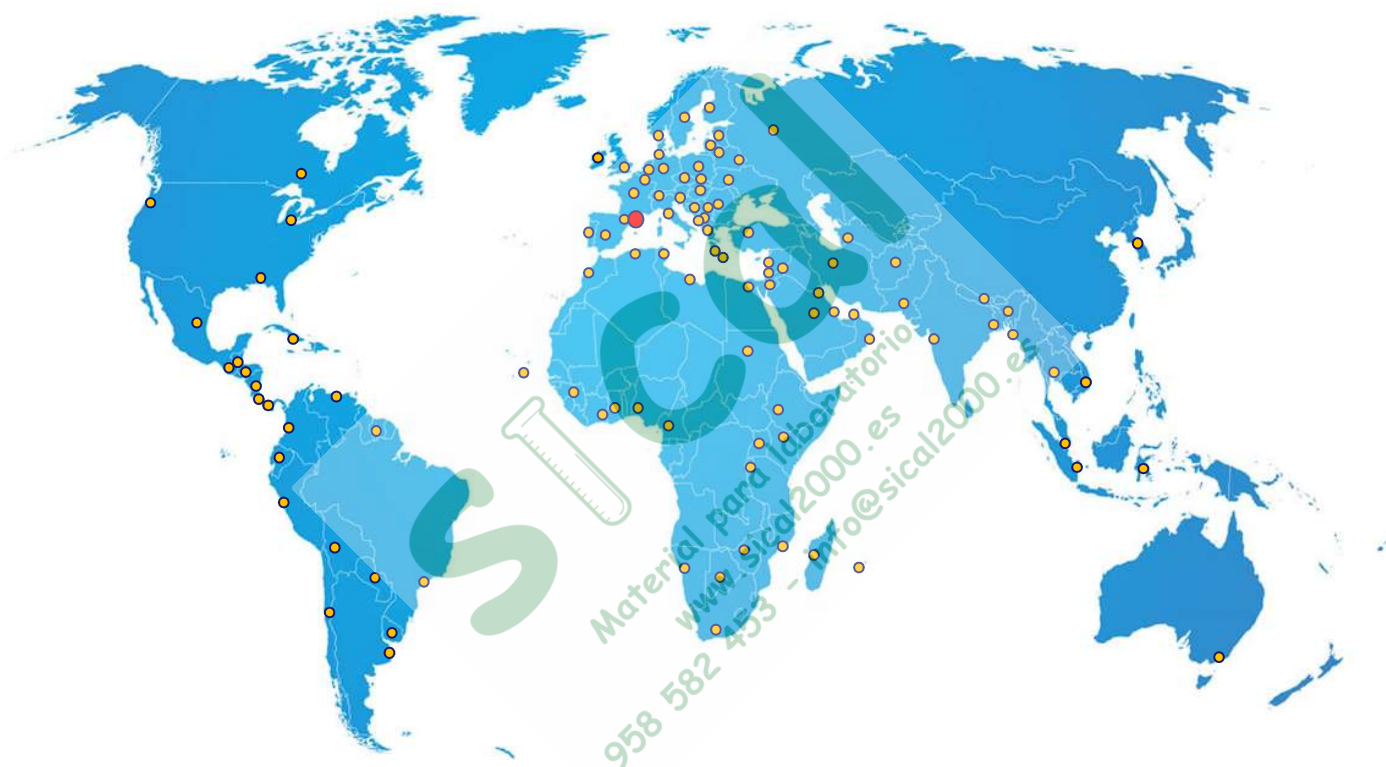 sical
Material para laboratorio
www.Sical2000.es
958 582 453 - info@sical2000.es